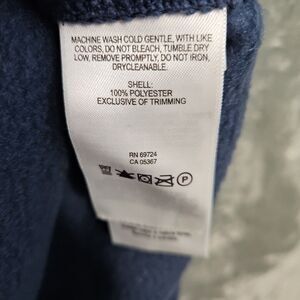 MACHINE WASH COLD GENTLE, WITH LIKE
COLORS, DO NOT BLEACH, TUMBLE DRY
LOW, REMOVE PROMPTLY, DO NOT IRON,
DRYCLEANABLE.
SHELL:
100% POLYESTER
EXCLUSIVE OF TRIMMING
RN 69724
CA 05367
P